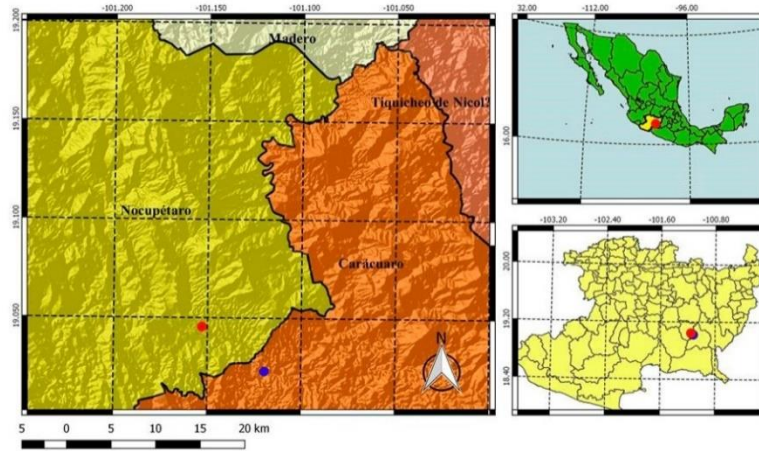 -101.200 -101.150 -101.100 -101.050
19.200
Madero
Tiquicheo de Nicol?
19.150
Nocupétaro
19.100
Carácuaro
19.050
N
5 0 5 10 15 20 km
32.00 -112.00 -96.00
16.00
-103.20 -102.40 -101.60 -100.80
20.00
19.20
18.40